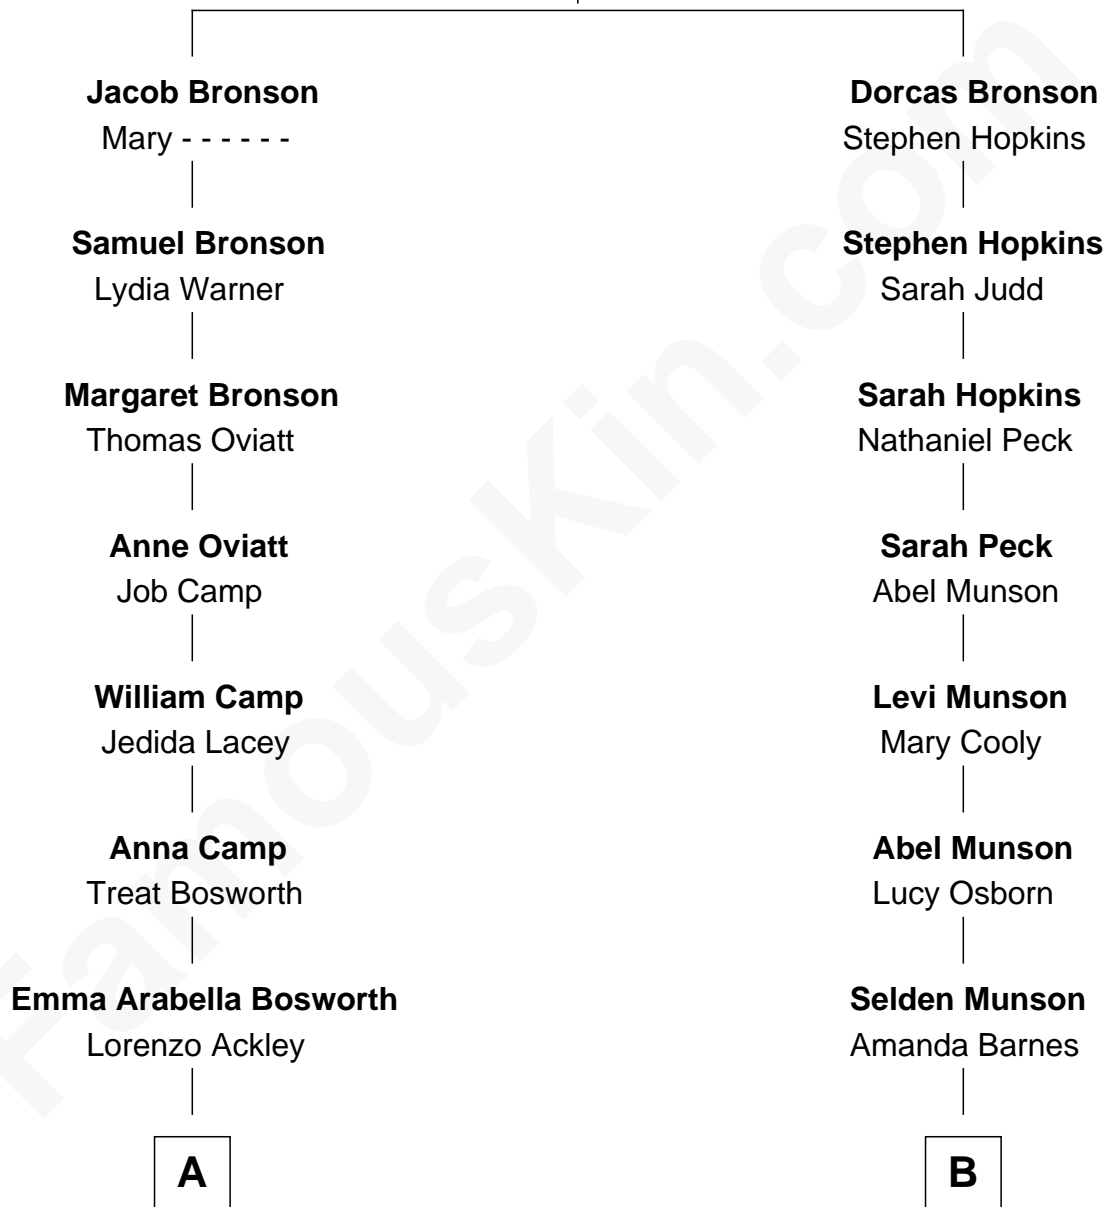 Jacob Bronson
Mary - - - - - -
Dorcas Bronson
Stephen Hopkins
Samuel Bronson
Lydia Warner
Stephen Hopkins
Sarah Judd
Margaret Bronson
Thomas Oviatt
Sarah Hopkins
Nathaniel Peck
Anne Oviatt
Job Camp
Sarah Peck
Abel Munson
William Camp
Jedida Lacey
Levi Munson
Mary Cooly
Anna Camp
Treat Bosworth
Abel Munson
Lucy Osborn
Emma Arabella Bosworth
Lorenzo Ackley
Selden Munson
Amanda Barnes
A
B
FamousKin.com